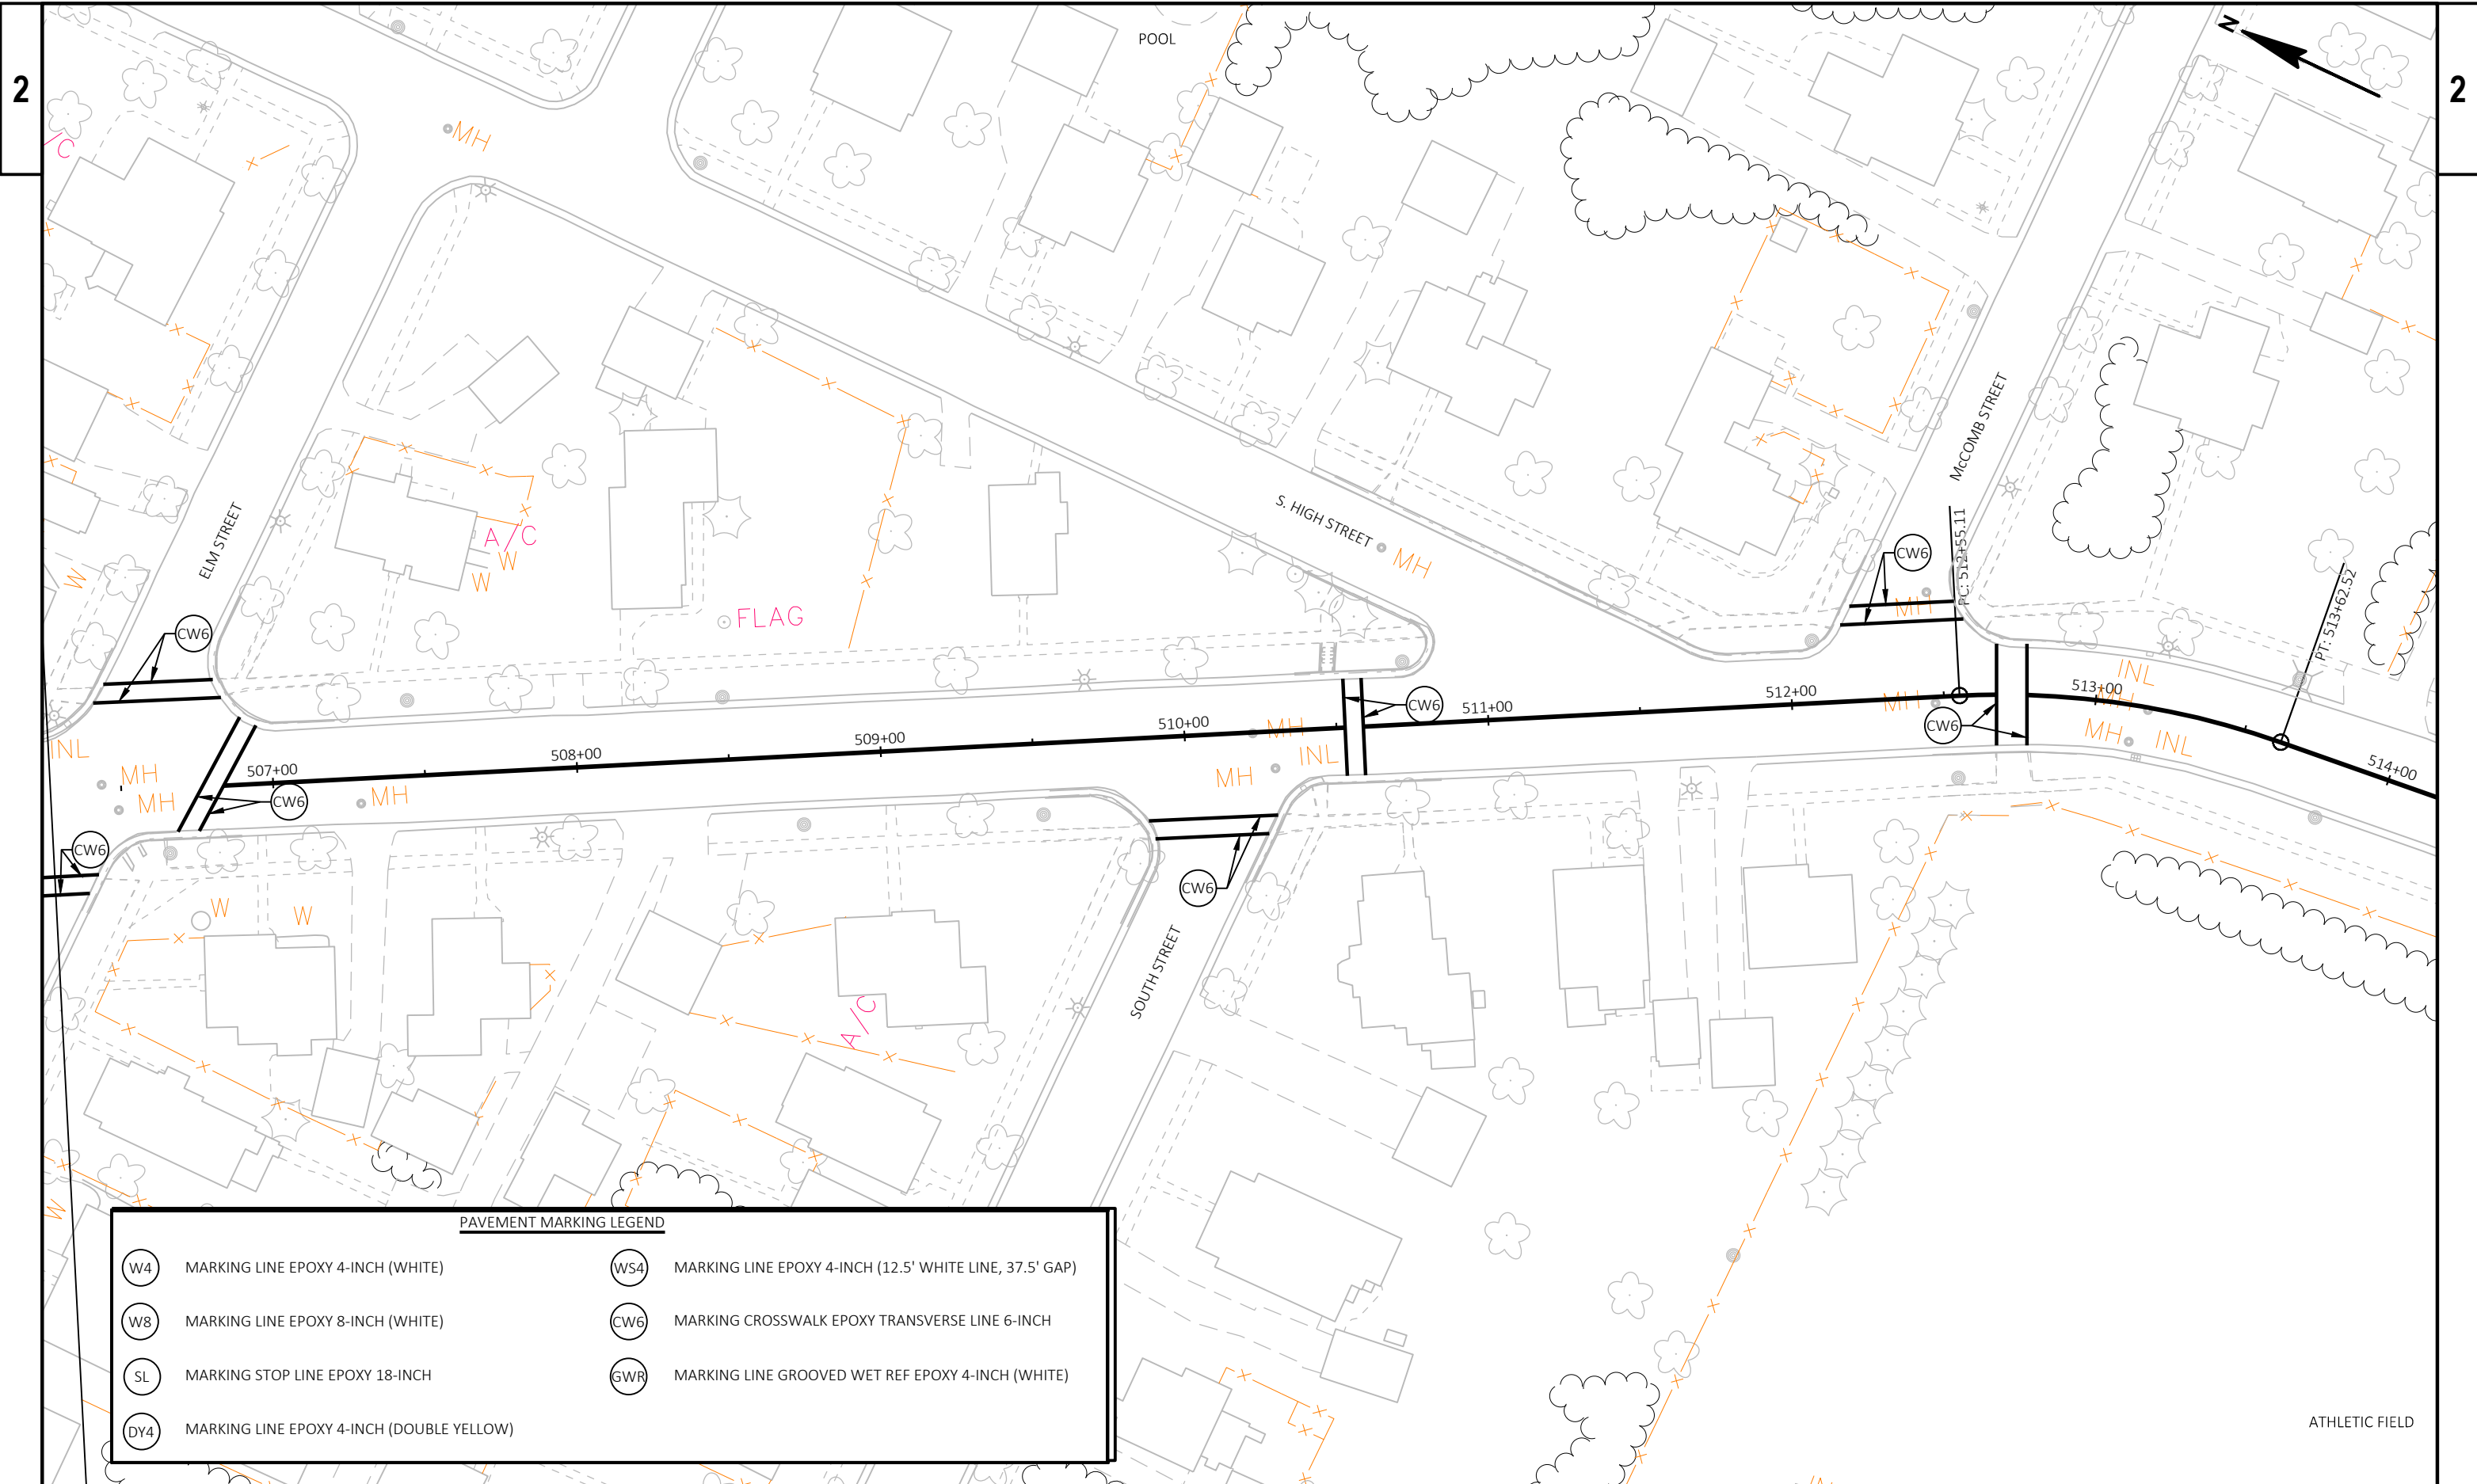 2
POOL
N
2
/C
MH
McCOMB STREET
S. HIGH STREET
MH
ELM STREET
A/C
W
W
W
FLAG
CW6
CW6
PC: 512+55.11
MH
PT: 513+62.52
CW6
INL
MH
MH
507+00
508+00
509+00
510+00
511+00
512+00
513+00
514+00
CW6
MH
INL
MH
MH
CW6
INL
MH
MH
INL
CW6
MH
CW6
CW6
W
W
SOUTH STREET
A/C
W
PAVEMENT MARKING LEGEND
W4 MARKING LINE EPOXY 4-INCH (WHITE)
WS4 MARKING LINE EPOXY 4-INCH (12.5' WHITE LINE, 37.5' GAP)
W8 MARKING LINE EPOXY 8-INCH (WHITE)
CW6 MARKING CROSSWALK EPOXY TRANSVERSE LINE 6-INCH
SL MARKING STOP LINE EPOXY 18-INCH
GWR MARKING LINE GROOVED WET REF EPOXY 4-INCH (WHITE)
DY4 MARKING LINE EPOXY 4-INCH (DOUBLE YELLOW)
ATHLETIC FIELD